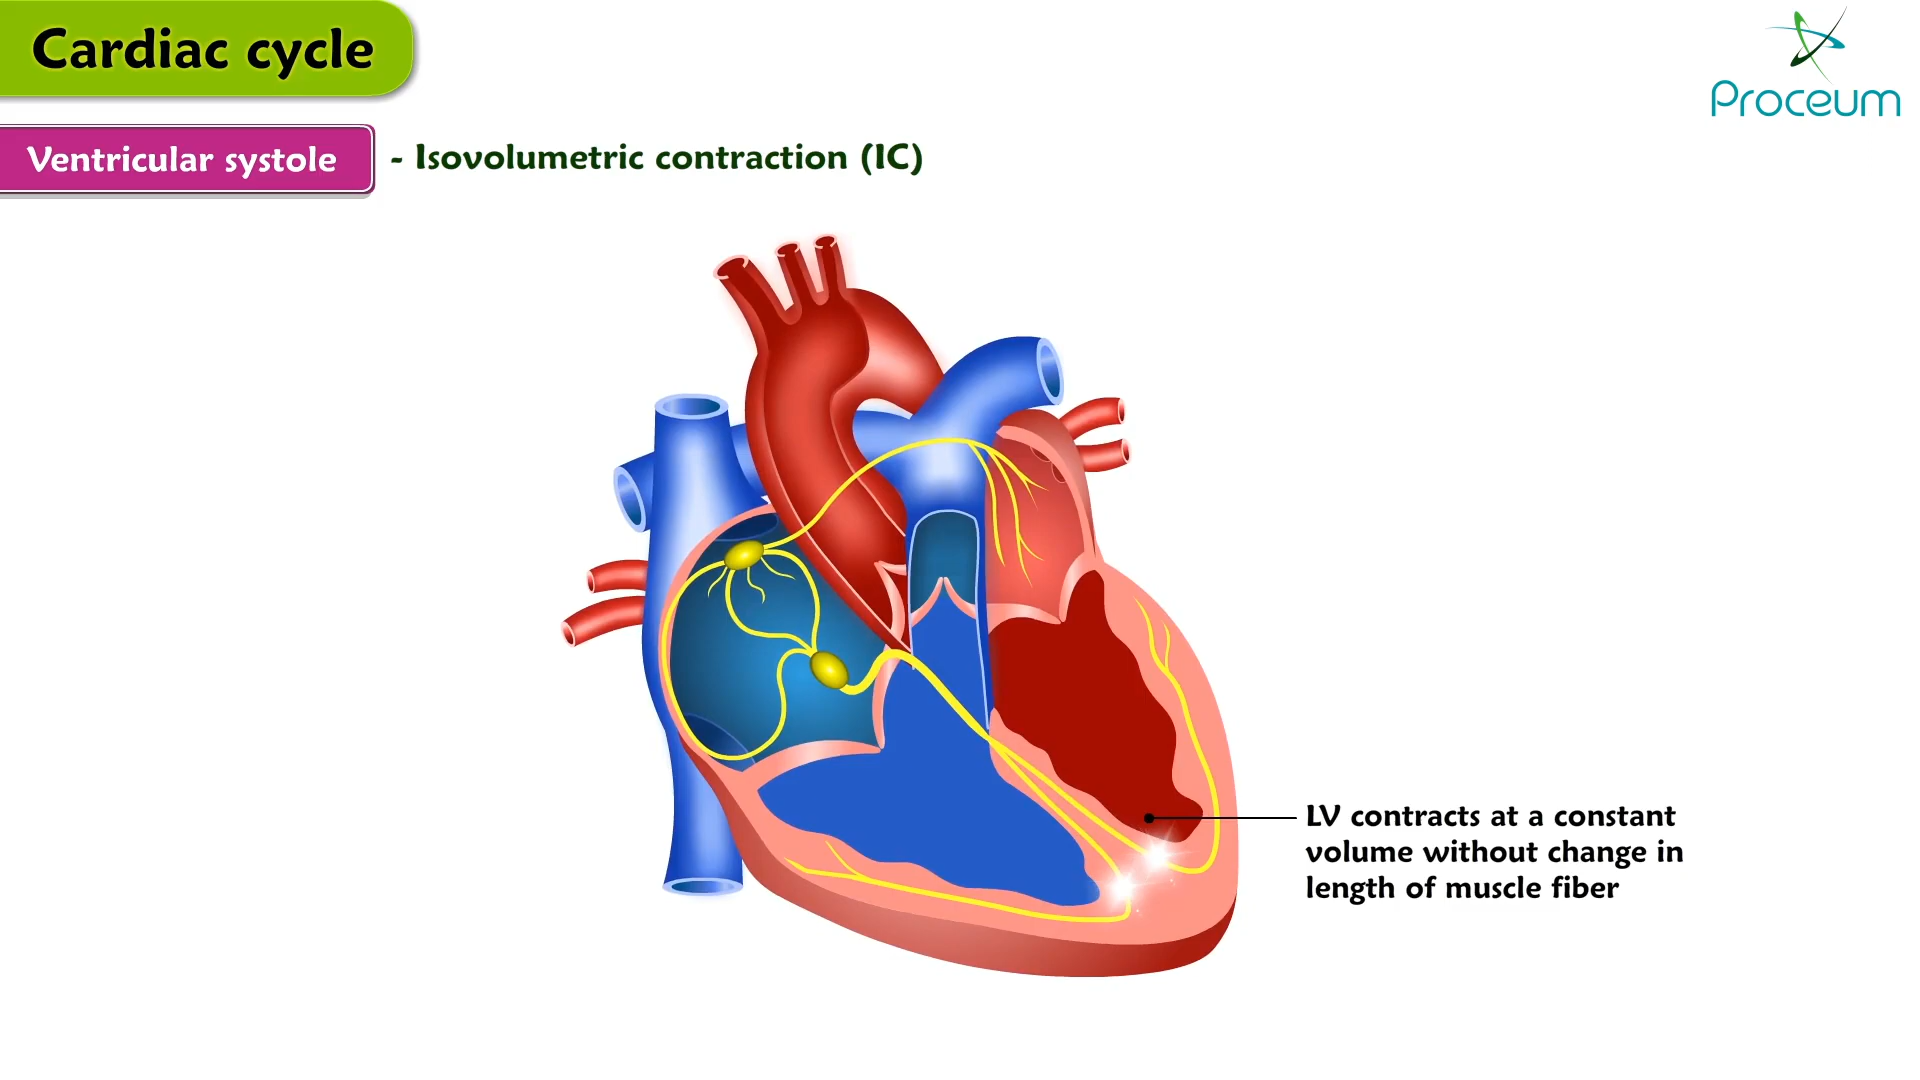 Cardiac cycle
Proceum
Ventricular systole - Isovolumetric contraction (IC)
LV contracts at a constant
volume without change in
length of muscle fiber